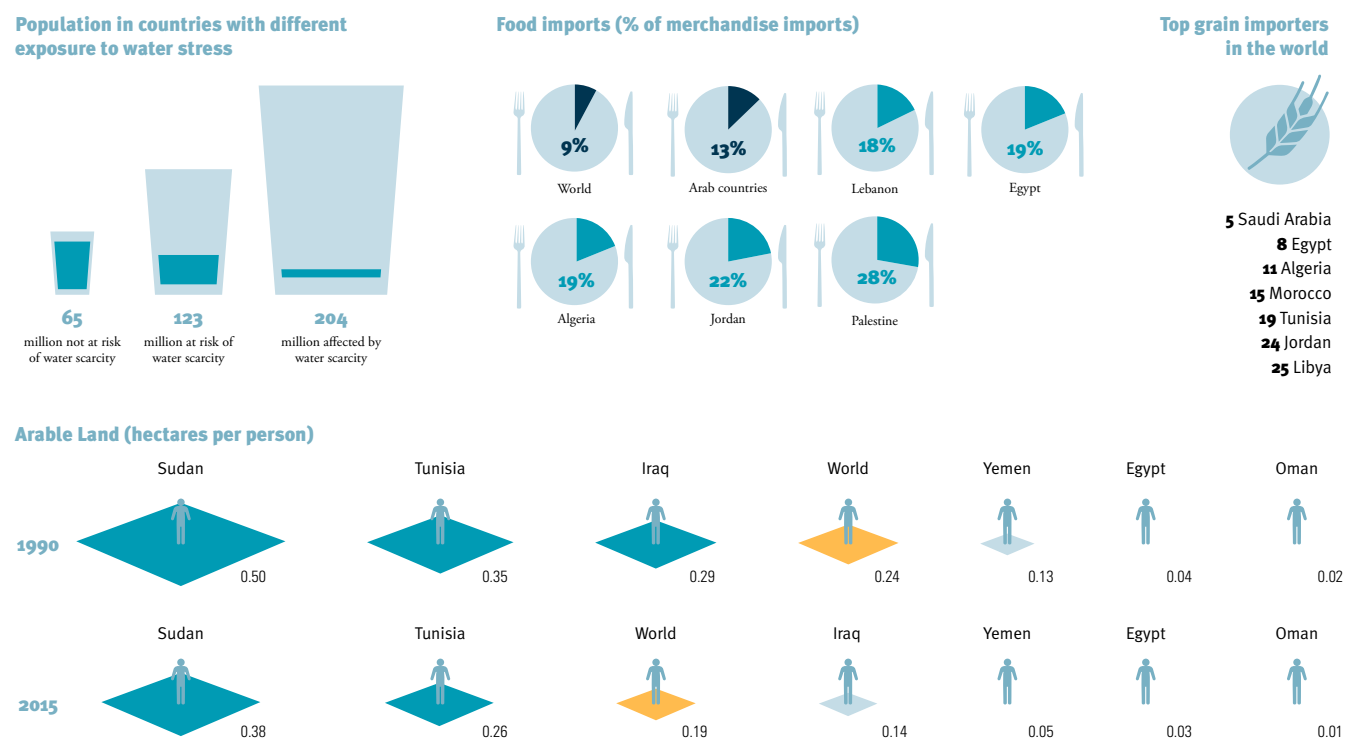 Population in countries with different
exposure to water stress
65
million not at risk
of water scarcity
123
million at risk of
water scarcity
204
million affected by
water scarcity
Food imports (% of merchandise imports)
9%
World
13%
Arab countries
18%
Lebanon
19%
Egypt
19%
Algeria
22%
Jordan
28%
Palestine
Top grain importers
in the world
5 Saudi Arabia
8 Egypt
11 Algeria
15 Morocco
19 Tunisia
24 Jordan
25 Libya
Arable Land (hectares per person)
Sudan Tunisia Iraq World Yemen Egypt Oman
1990
0.50 0.35 0.29 0.24 0.13 0.04 0.02
Sudan Tunisia World Iraq Yemen Egypt Oman
2015
0.38 0.26 0.19 0.14 0.05 0.03 0.01